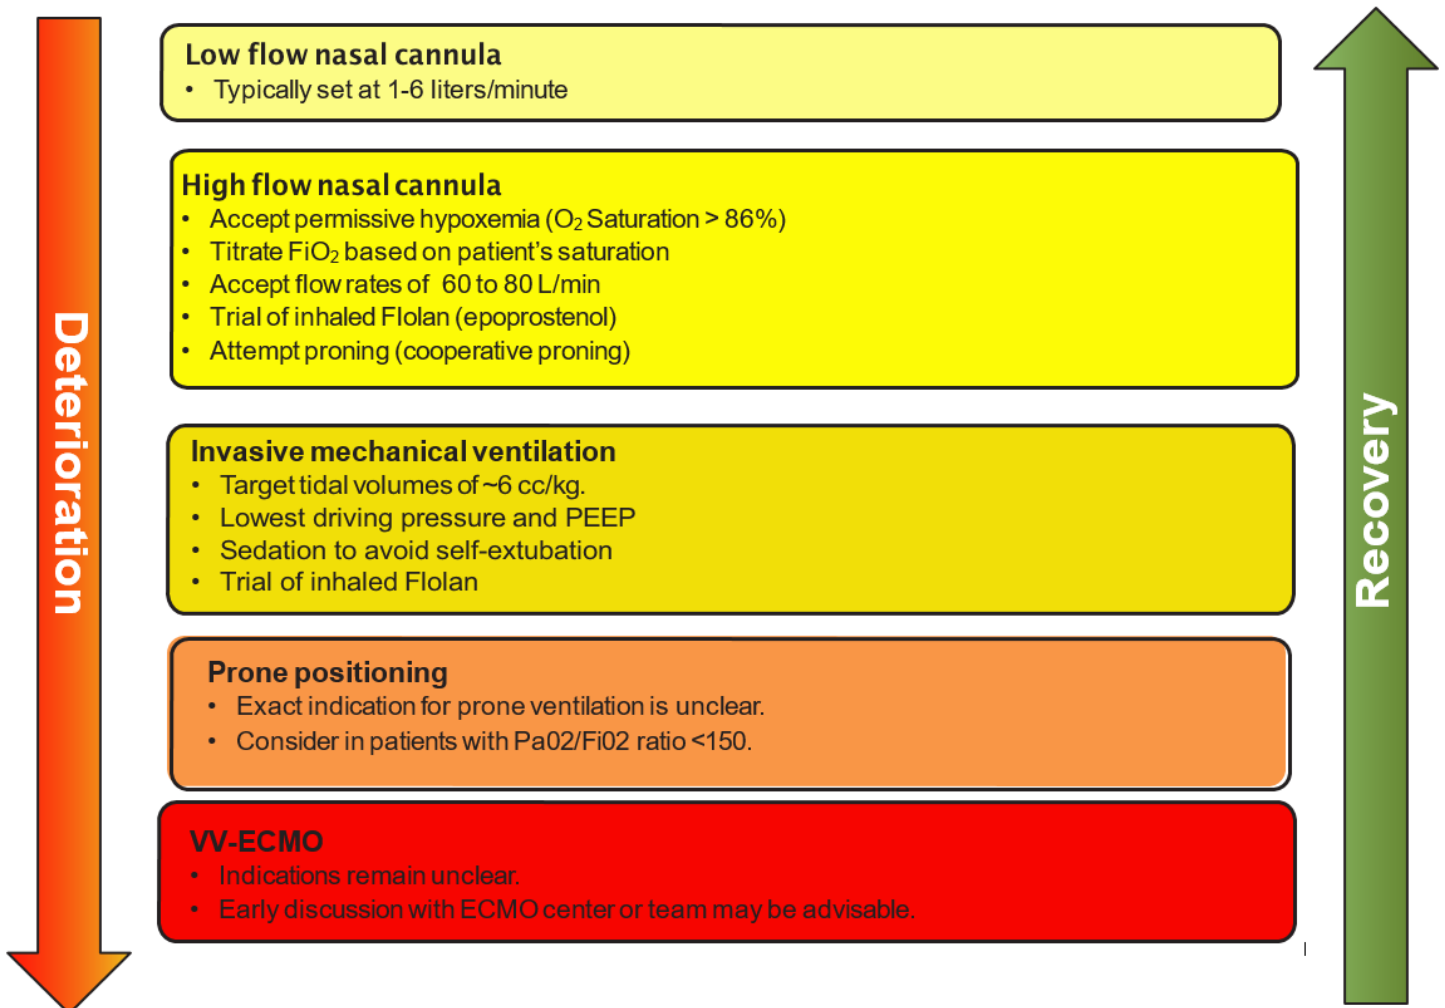 Low flow nasal cannula
• Typically set at 1-6 liters/minute
High flow nasal cannula
• Accept permissive hypoxemia (O₂ Saturation > 86%)
• Titrate FiO₂ based on patient's saturation
• Accept flow rates of 60 to 80 L/min
• Trial of inhaled Flolan (epoprostenol)
• Attempt proning (cooperative proning)
Invasive mechanical ventilation
• Target tidal volumes of ~6 cc/kg.
• Lowest driving pressure and PEEP
• Sedation to avoid self-extubation
• Trial of inhaled Flolan
Prone positioning
• Exact indication for prone ventilation is unclear.
• Consider in patients with Pa02/Fi02 ratio <150.
VV-ECMO
• Indications remain unclear.
• Early discussion with ECMO center or team may be advisable.
Deterioration
Recovery